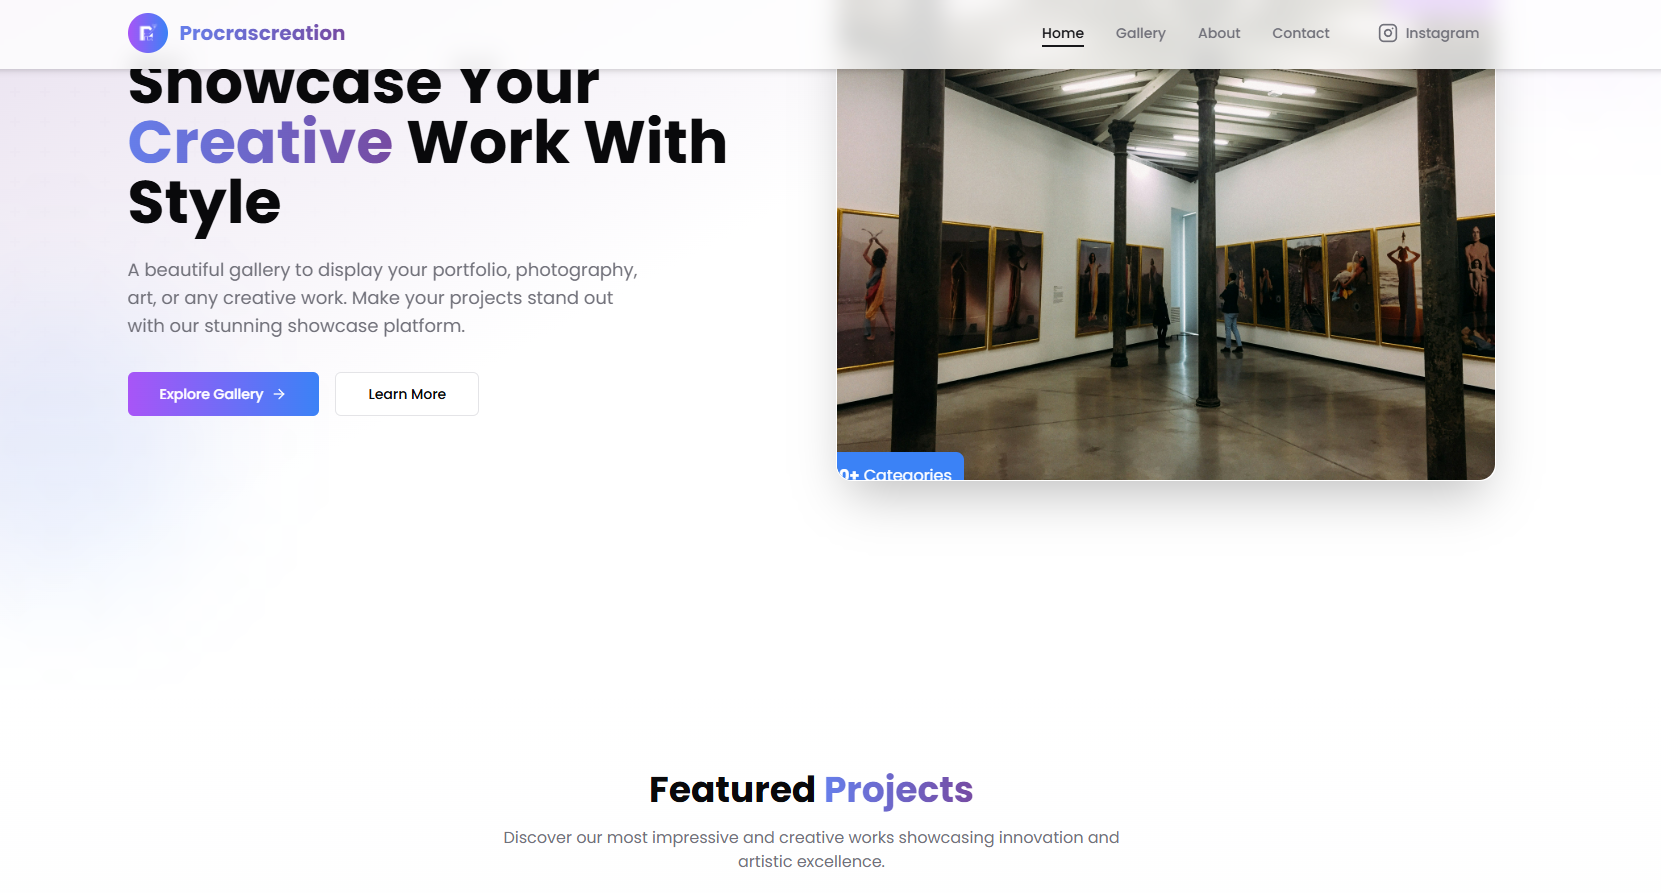 Procrascreation
Home
Gallery
About
Contact
Instagram
Showcase Your
Creative Work With
Style
A beautiful gallery to display your portfolio, photography,
art, or any creative work. Make your projects stand out
with our stunning showcase platform.
Explore Gallery
Learn More
0+ Categories
Featured Projects
Discover our most impressive and creative works showcasing innovation and
artistic excellence.